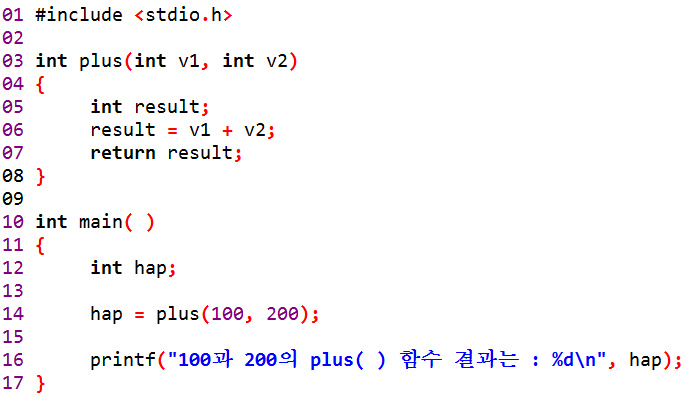 01 #include <stdio.h>
02
03 int plus(int v1, int v2)
04 {
05      int result;
06      result = v1 + v2;
07      return result;
08 }
09
10 int main( )
11 {
12      int hap;
13
14      hap = plus(100, 200);
15
16      printf("100과 200의 plus( ) 함수 결과는 : %d\n", hap);
17 }